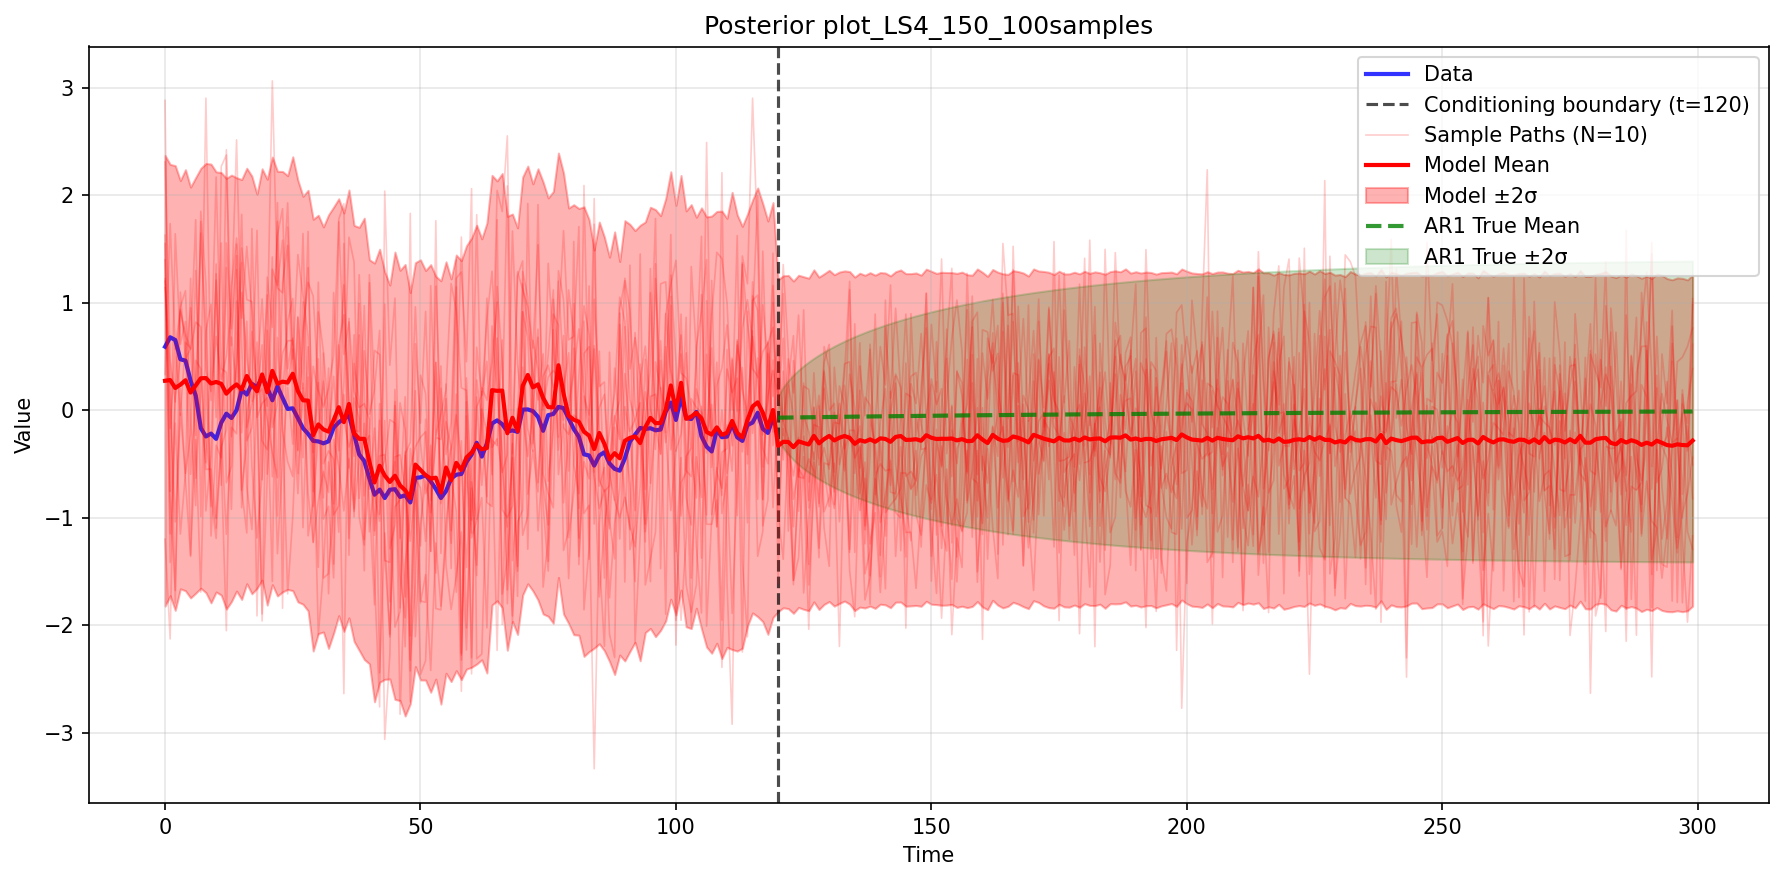 Posterior plot_LS4_150_100samples
Data
Conditioning boundary (t=120)
Sample Paths (N=10)
Model Mean
Model ±2σ
AR1 True Mean
AR1 True ±2σ
Value
3
2
1
0
−1
−2
−3
0
50
100
150
200
250
300
Time